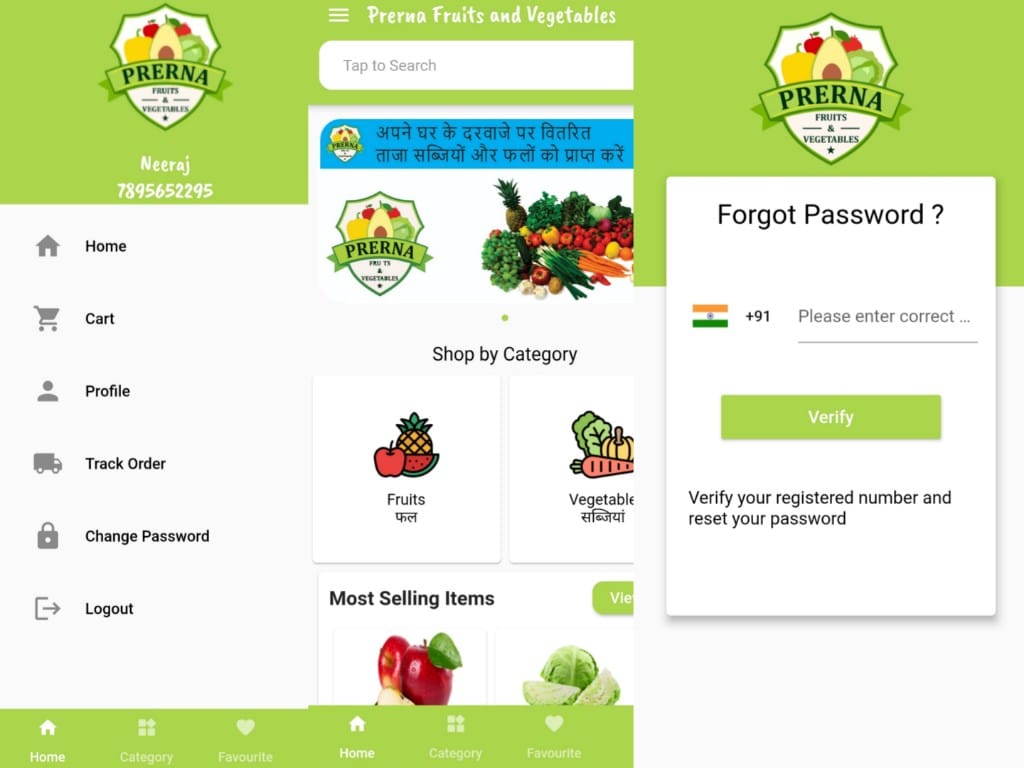 PRERNA
FRUITS
&
VEGETABLES
Neeraj
7895652295
Home
Cart
Profile
Track Order
Change Password
Logout
Home
Category
Favourite
Prerna Fruits and Vegetables
Tap to Search
PRERNA
अपने घर के दरवाजे पर वितरित
ताजा सब्जियों और फलों को प्राप्त करें
PRERNA
FRUITS
&
VEGETABLES
Shop by Category
Fruits
फल
Vegetable
सब्जियां
Most Selling Items
Vie
Home
Category
Favourite
PRERNA
FRUITS
&
VEGETABLES
Forgot Password ?
+91
Please enter correct ...
Verify
Verify your registered number and
reset your password